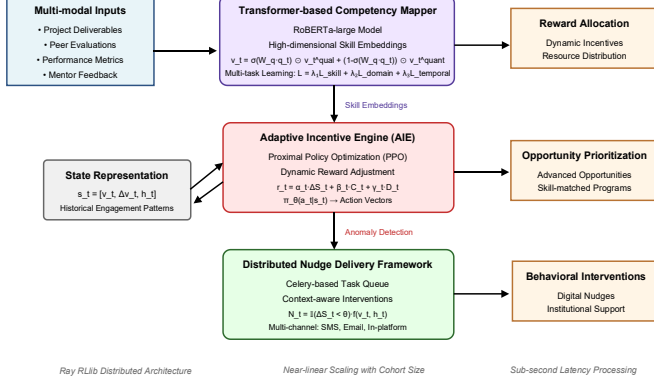 Multi-modal Inputs
• Project Deliverables
• Peer Evaluations
• Performance Metrics
• Mentor Feedback
Transformer-based Competency Mapper
RoBERTa-large Model
High-dimensional Skill Embeddings
v_t = σ(W_q·q_t) ⊙ v_t^qual + (1-σ(W_q·q_t)) ⊙ v_t^quant
Multi-task Learning: L = λ₁L_skill + λ₂L_domain + λ₃L_temporal
Reward Allocation
Dynamic Incentives
Resource Distribution
Skill Embeddings
Adaptive Incentive Engine (AIE)
Proximal Policy Optimization (PPO)
Dynamic Reward Adjustment
r_t = α_t·ΔS_t + β_t·C_t + γ_t·D_t
π_θ(a_t|s_t) → Action Vectors
State Representation
s_t = [v_t, Δv_t, h_t]
Historical Engagement Patterns
Opportunity Prioritization
Advanced Opportunities
Skill-matched Programs
Anomaly Detection
Distributed Nudge Delivery Framework
Celery-based Task Queue
Context-aware Interventions
N_t = 𝕀(ΔS_t < θ)·f(v_t, h_t)
Multi-channel: SMS, Email, In-platform
Behavioral Interventions
Digital Nudges
Institutional Support
Ray RLlib Distributed Architecture
Near-linear Scaling with Cohort Size
Sub-second Latency Processing